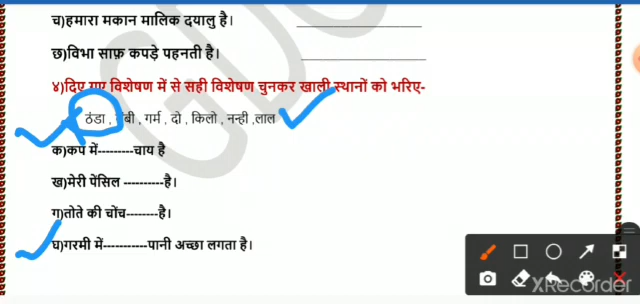 च)हमारा मकान मालिक दयालु है।
छ)विभा साफ़ कपड़े पहनती है।
४)दिए गए विशेषण में से सही विशेषण चुनकर खाली स्थानों को भरिए-
ठंडा , गर्म , दो , किलो , नन्ही ,लाल
क)कप में---------चाय है
ख)मेरी पेंसिल ----------है।
ग)तोते की चोंच--------है।
घ)गरमी में-----------पानी अच्छा लगता है।
XRecorder